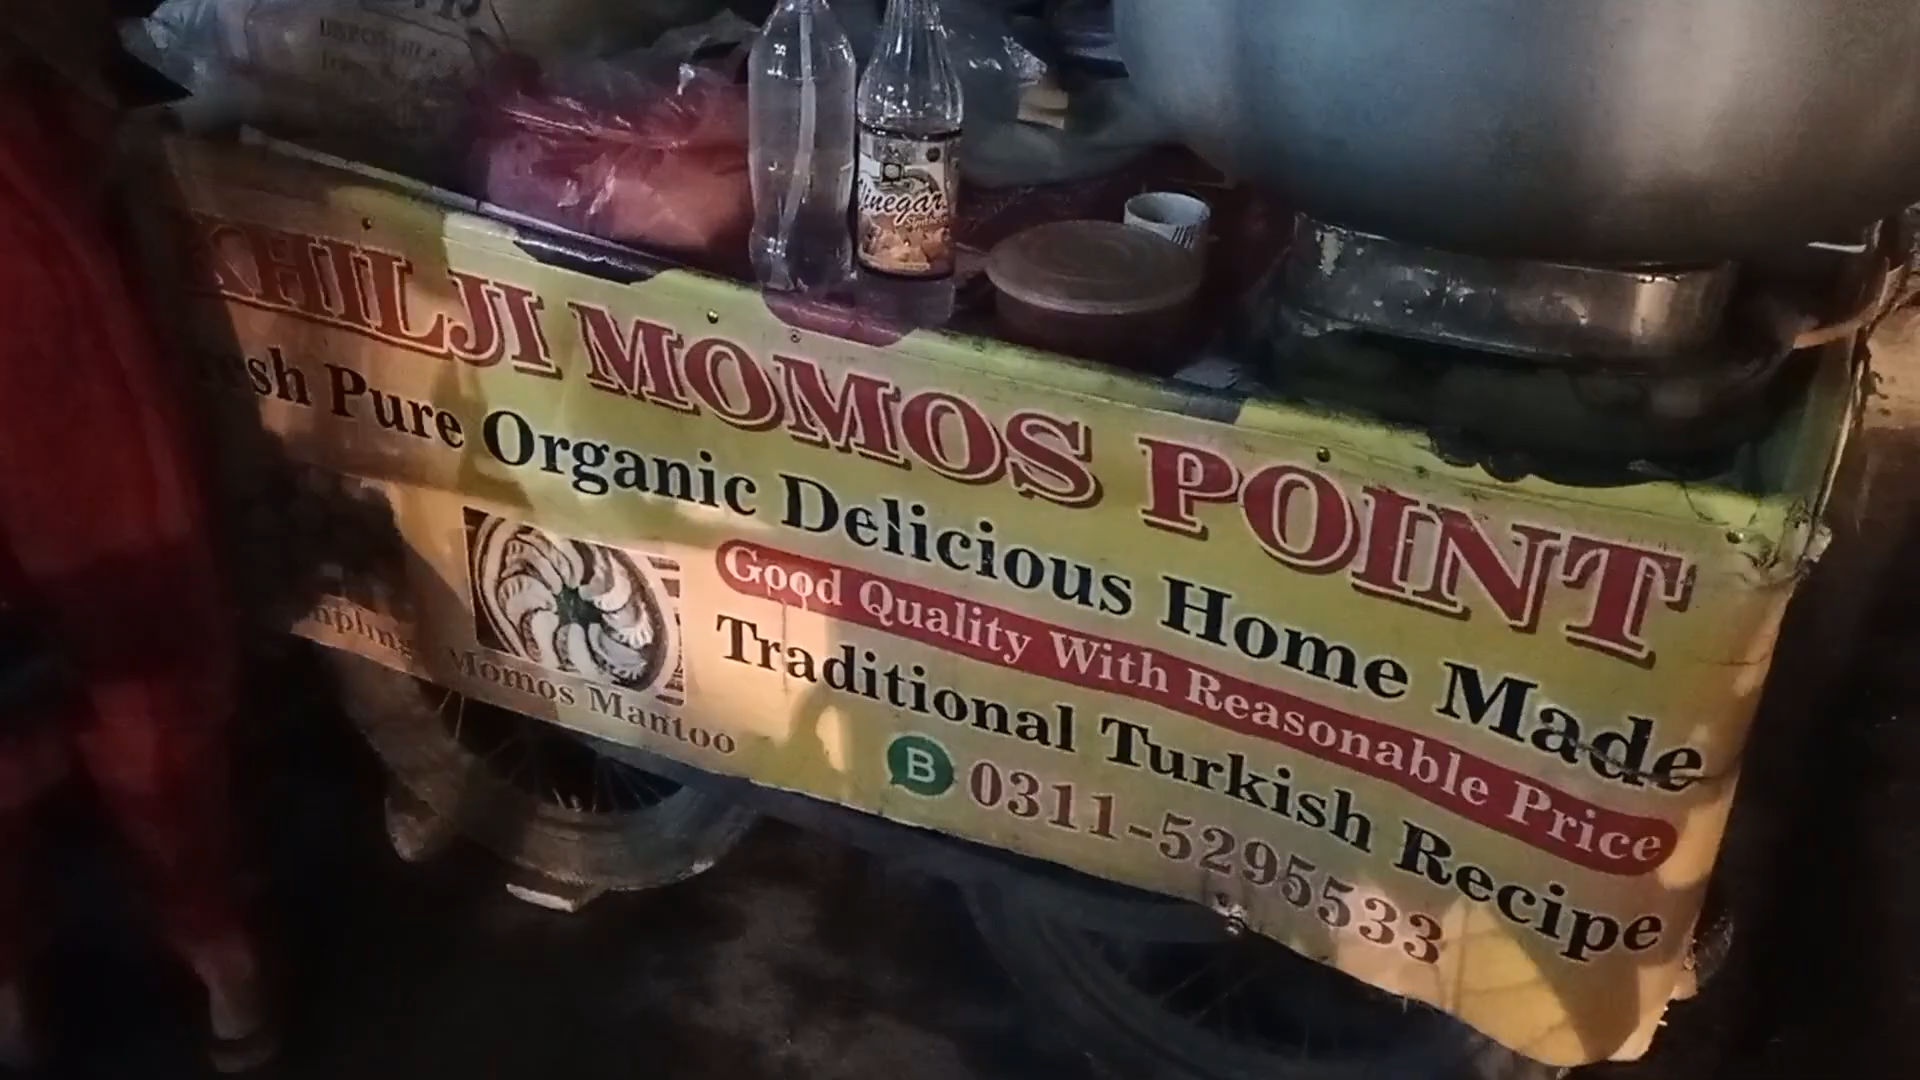 Vinegar
KHILJI MOMOS POINT
Fresh Pure Organic Delicious Home Made
Good Quality With Reasonable Price
Traditional Turkish Recipe
Momos Mantoo
B 0311-5295533